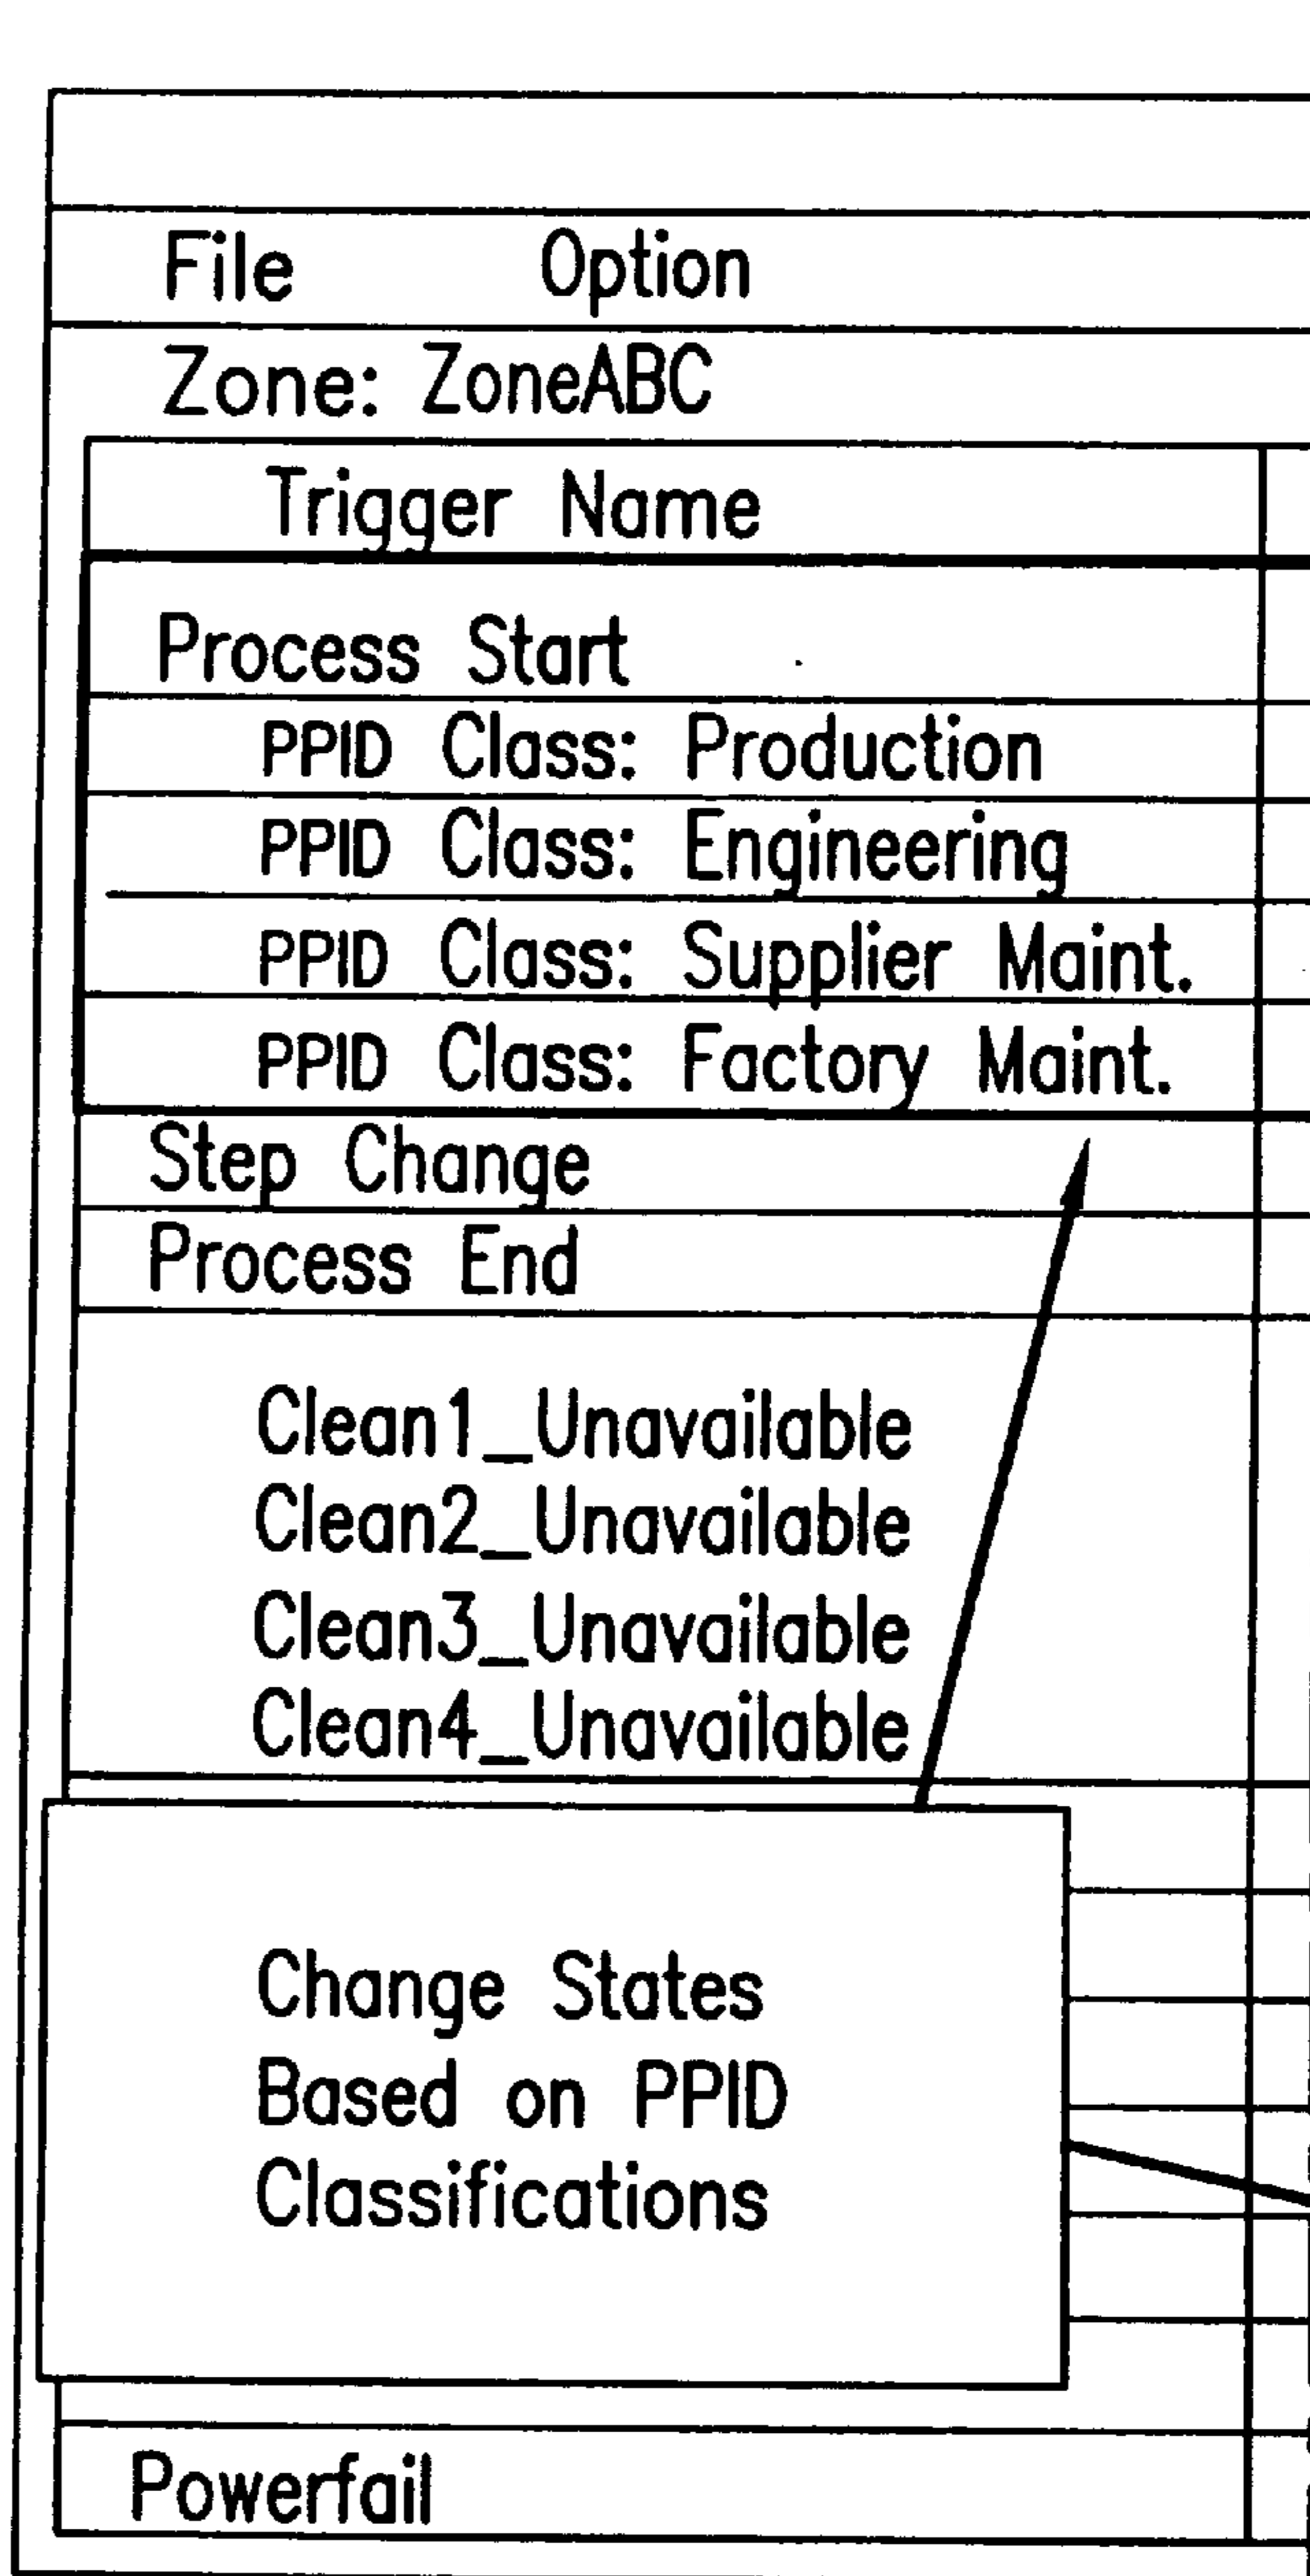 File Option
Zone: ZoneABC
Trigger Name
Process Start
PPID Class: Production
PPID Class: Engineering
PPID Class: Supplier Maint.
PPID Class: Factory Maint.
Step Change
Process End
Clean1_Unavailable
Clean2_Unavailable
Clean3_Unavailable
Clean4_Unavailable
Change States
Based on PPID
Classifications
Powerfail